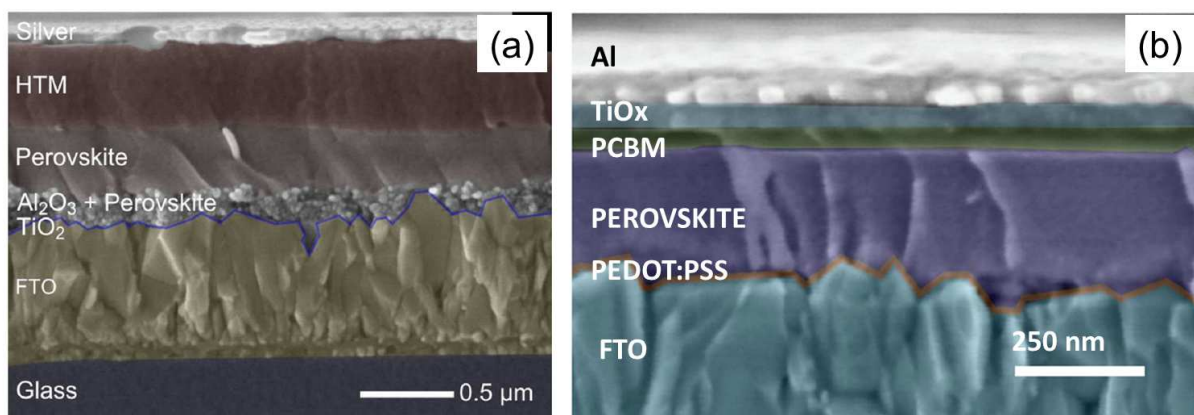 (a)
Silver
HTM
Perovskite
Al₂O₃ + Perovskite
TiO₂
FTO
Glass
0.5 μm
(b)
Al
TiOx
PCBM
PEROVSKITE
PEDOT:PSS
FTO
250 nm